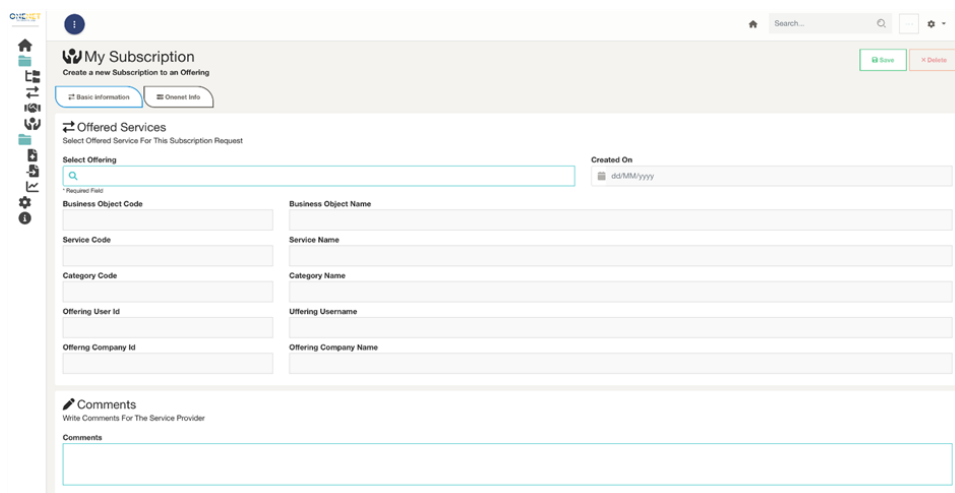 ONENET
Search...
My Subscription
Create a new Subscription to an Offering
Save
× Delete
Basic information
Onenet Info
Offered Services
Select Offered Service For This Subscription Request
Select Offering
Created On
dd/MM/yyyy
* Required Field
Business Object Code
Business Object Name
Service Code
Service Name
Category Code
Category Name
Offering User Id
Uffering Username
Offerng Company Id
Offering Company Name
Comments
Write Comments For The Service Provider
Comments